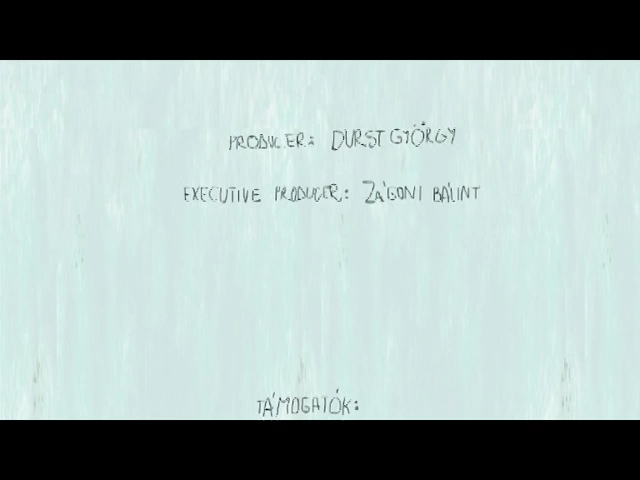 PRODUCER: DURST GYÖRGY
EXECUTIVE PRODUCER: ZÁGONI BÁLINT
TÁMOGATÓK: